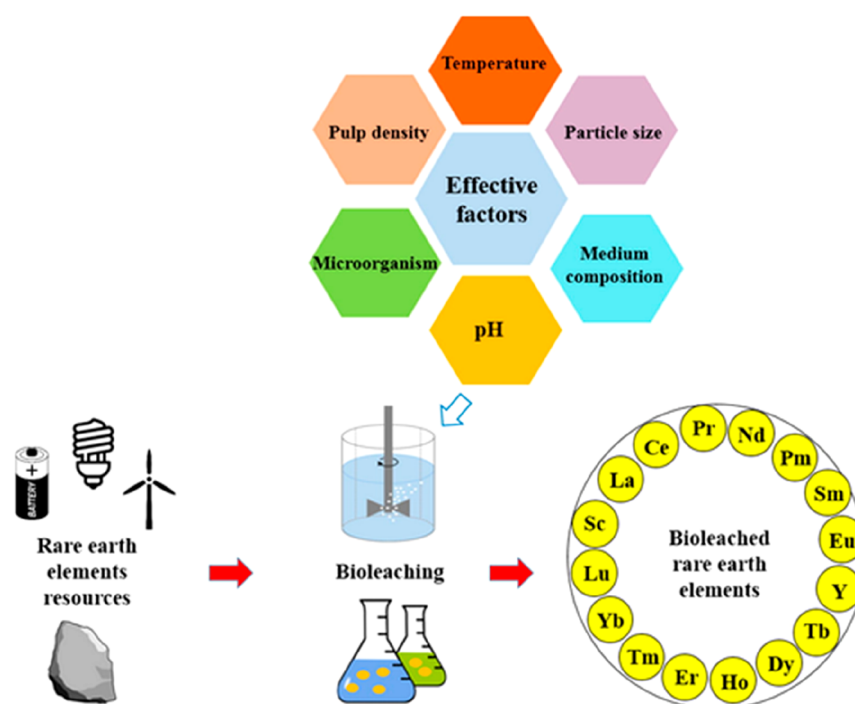 Temperature
Pulp density
Particle size
Effective
factors
Microorganism
Medium
composition
pH
BATTERY
+
Rare earth
elements
resources
Bioleaching
Bioleached
rare earth
elements
Pr
Nd
Pm
Sm
Eu
Y
Tb
Dy
Ho
Er
Tm
Yb
Lu
Sc
La
Ce